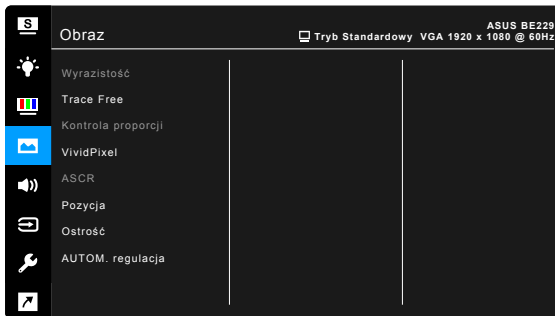 S
Obraz
ASUS BE229
Tryb Standardowy VGA 1920 x 1080 @ 60Hz
Wyrazistość
Trace Free
Kontrola proporcji
VividPixel
ASCR
Pozycja
Ostrość
AUTOM. regulacja